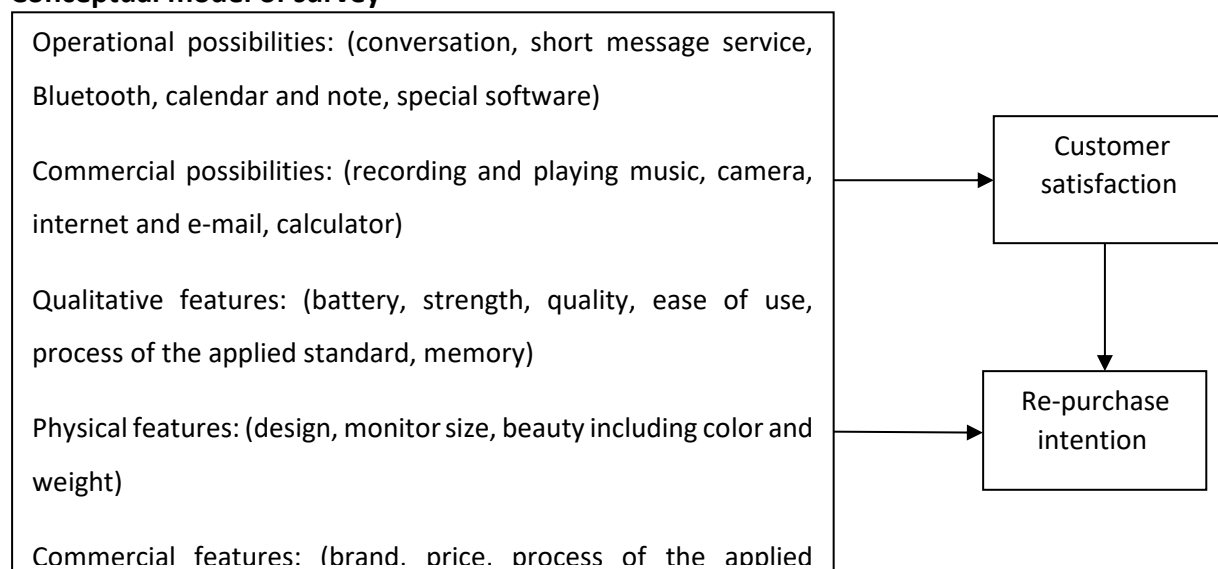 Conceptual model of survey
Operational possibilities: (conversation, short message service,
Bluetooth, calendar and note, special software)
Commercial possibilities: (recording and playing music, camera,
internet and e-mail, calculator)
Qualitative features: (battery, strength, quality, ease of use,
process of the applied standard, memory)
Physical features: (design, monitor size, beauty including color and
weight)
Commercial features: (brand, price, process of the applied
Customer
satisfaction
Re-purchase
intention